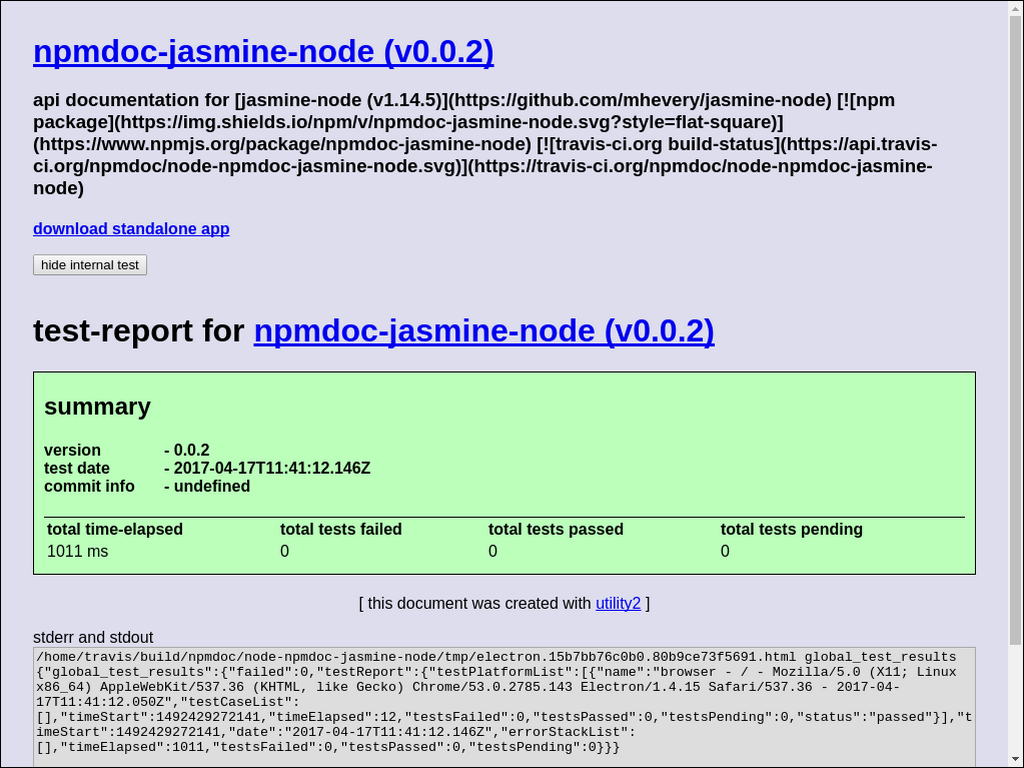 npmdoc-jasmine-node (v0.0.2)
api documentation for [jasmine-node (v1.14.5)](https://github.com/mhevery/jasmine-node) [![npm
package](https://img.shields.io/npm/v/npmdoc-jasmine-node.svg?style=flat-square)]
(https://www.npmjs.org/package/npmdoc-jasmine-node) [![travis-ci.org build-status](https://api.travis-
ci.org/npmdoc/node-npmdoc-jasmine-node.svg)](https://travis-ci.org/npmdoc/node-npmdoc-jasmine-
node)
download standalone app
hide internal test
test-report for npmdoc-jasmine-node (v0.0.2)
summary
version - 0.0.2
test date - 2017-04-17T11:41:12.146Z
commit info - undefined
total time-elapsed total tests failed total tests passed total tests pending
1011 ms 0 0 0
[ this document was created with utility2 ]
stderr and stdout
/home/travis/build/npmdoc/node-npmdoc-jasmine-node/tmp/electron.15b7bb76c0b0.80b9ce73f5691.html global_test_results
{"global_test_results":{"failed":0,"testReport":{"testPlatformList":[{"name":"browser - / - Mozilla/5.0 (X11; Linux
x86_64) AppleWebKit/537.36 (KHTML, like Gecko) Chrome/53.0.2785.143 Electron/1.4.15 Safari/537.36 - 2017-04-
17T11:41:12.050Z","testCaseList":
[],"timeStart":1492429272141,"timeElapsed":12,"testsFailed":0,"testsPassed":0,"testsPending":0,"status":"passed"}],"t
imeStart":1492429272141,"date":"2017-04-17T11:41:12.146Z","errorStackList":
[],"timeElapsed":1011,"testsFailed":0,"testsPassed":0,"testsPending":0}}}